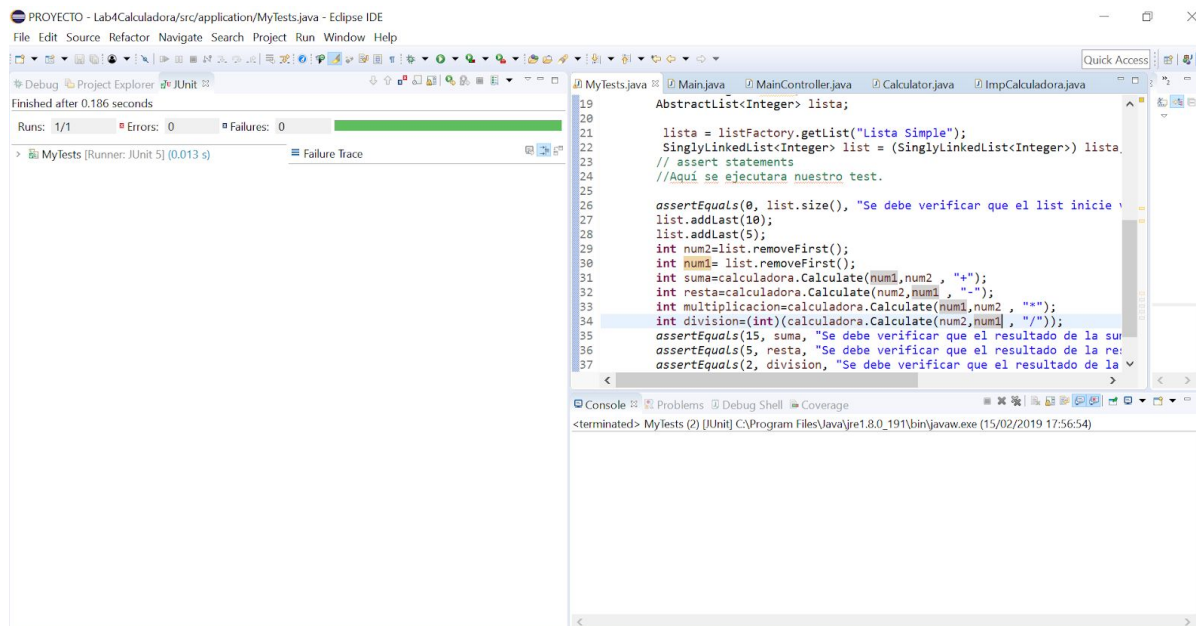 PROYECTO - Lab4Calculadora/src/application/MyTests.java - Eclipse IDE
File Edit Source Refactor Navigate Search Project Run Window Help
Quick Access
Debug Project Explorer JUnit
Finished after 0.186 seconds
Runs: 1/1 Errors: 0 Failures: 0
MyTests [Runner: JUnit 5] (0.013 s)
Failure Trace
MyTests.java Main.java MainController.java Calculator.java ImpCalculadora.java
19 AbstractList<Integer> lista;
20
21 lista = listFactory.getList("Lista Simple");
22 SinglyLinkedList<Integer> list = (SinglyLinkedList<Integer>) lista
23 // assert statements
24 //Aquí se ejecutara nuestro test.
25
26 assertEquals(0, list.size(), "Se debe verificar que el list inicie
27 list.addLast(10);
28 list.addLast(5);
29 int num2=list.removeFirst();
30 int num1= list.removeFirst();
31 int suma=calculadora.Calculate(num1,num2 , "+");
32 int resta=calculadora.Calculate(num2,num1 , "-");
33 int multiplicacion=calculadora.Calculate(num1,num2 , "*");
34 int division=(int)(calculadora.Calculate(num2,num1 , "/"));
35 assertEquals(15, suma, "Se debe verificar que el resultado de la su
36 assertEquals(5, resta, "Se debe verificar que el resultado de la re
37 assertEquals(2, division, "Se debe verificar que el resultado de la
Console Problems Debug Shell Coverage
<terminated> MyTests (2) [JUnit] C:\Program Files\Java\jre1.8.0_191\bin\javaw.exe (15/02/2019 17:56:54)